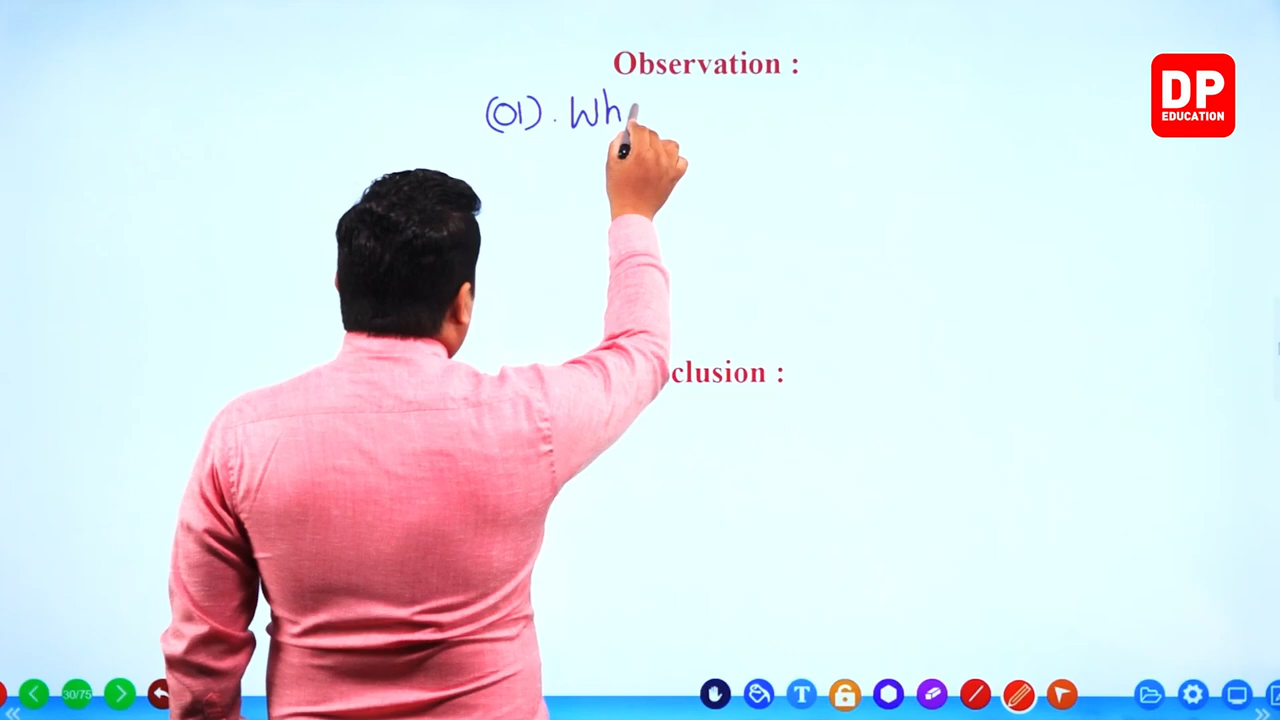 Observation :
DP
EDUCATION
(01). Wh
clusion :
30/75
T